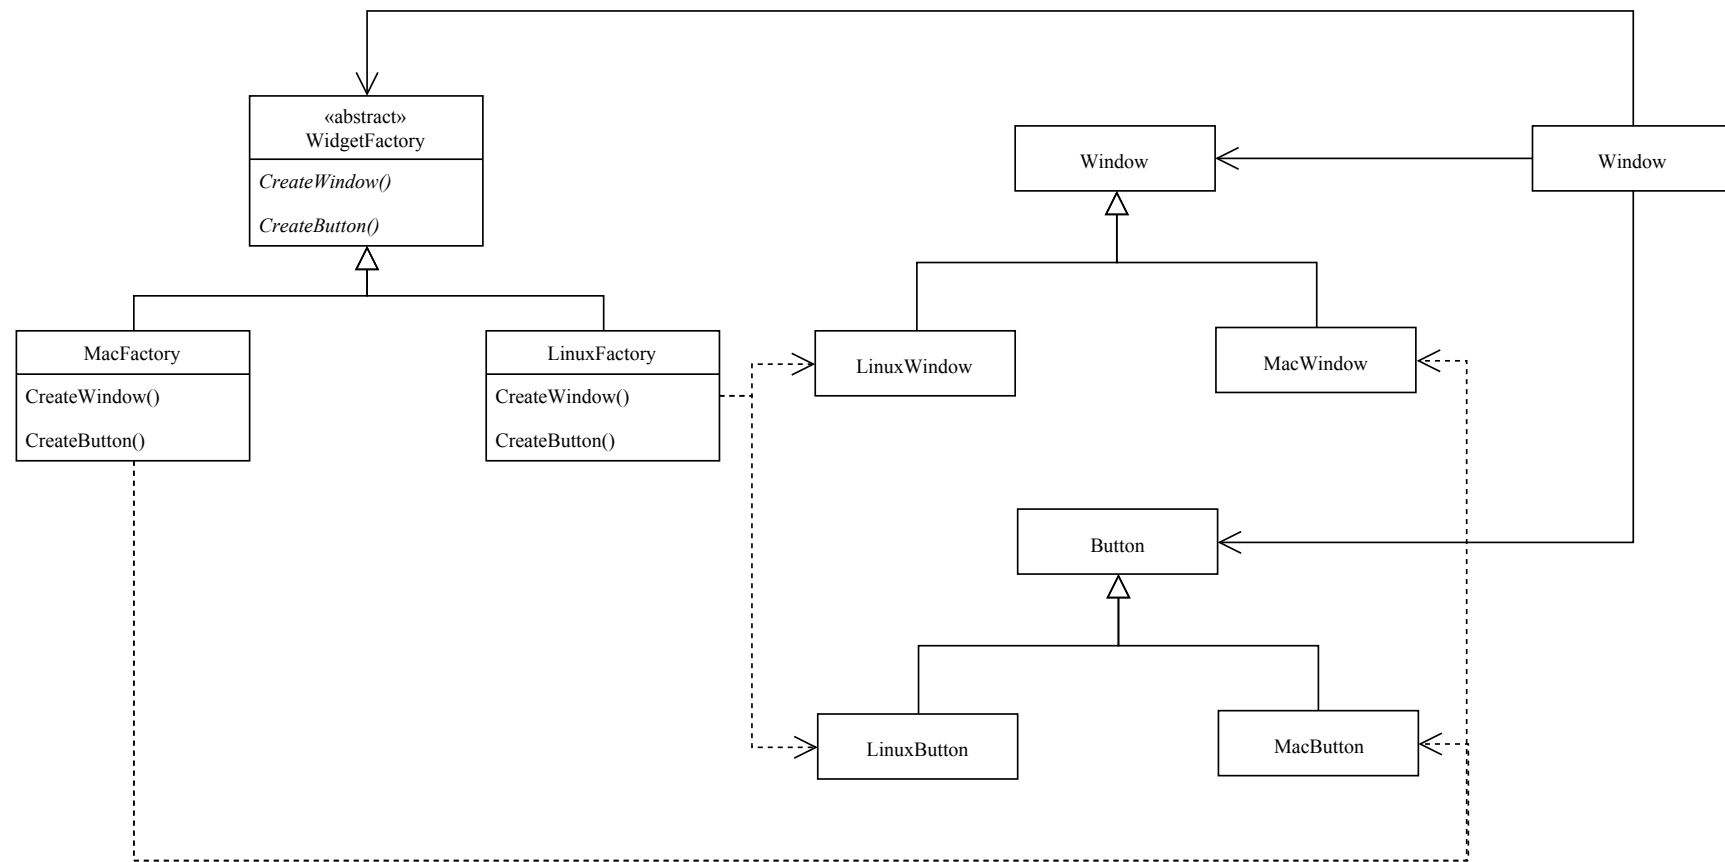 «abstract»
WidgetFactory
CreateWindow()
CreateButton()
Window
Window
MacFactory
CreateWindow()
CreateButton()
LinuxFactory
CreateWindow()
CreateButton()
LinuxWindow
MacWindow
Button
LinuxButton
MacButton